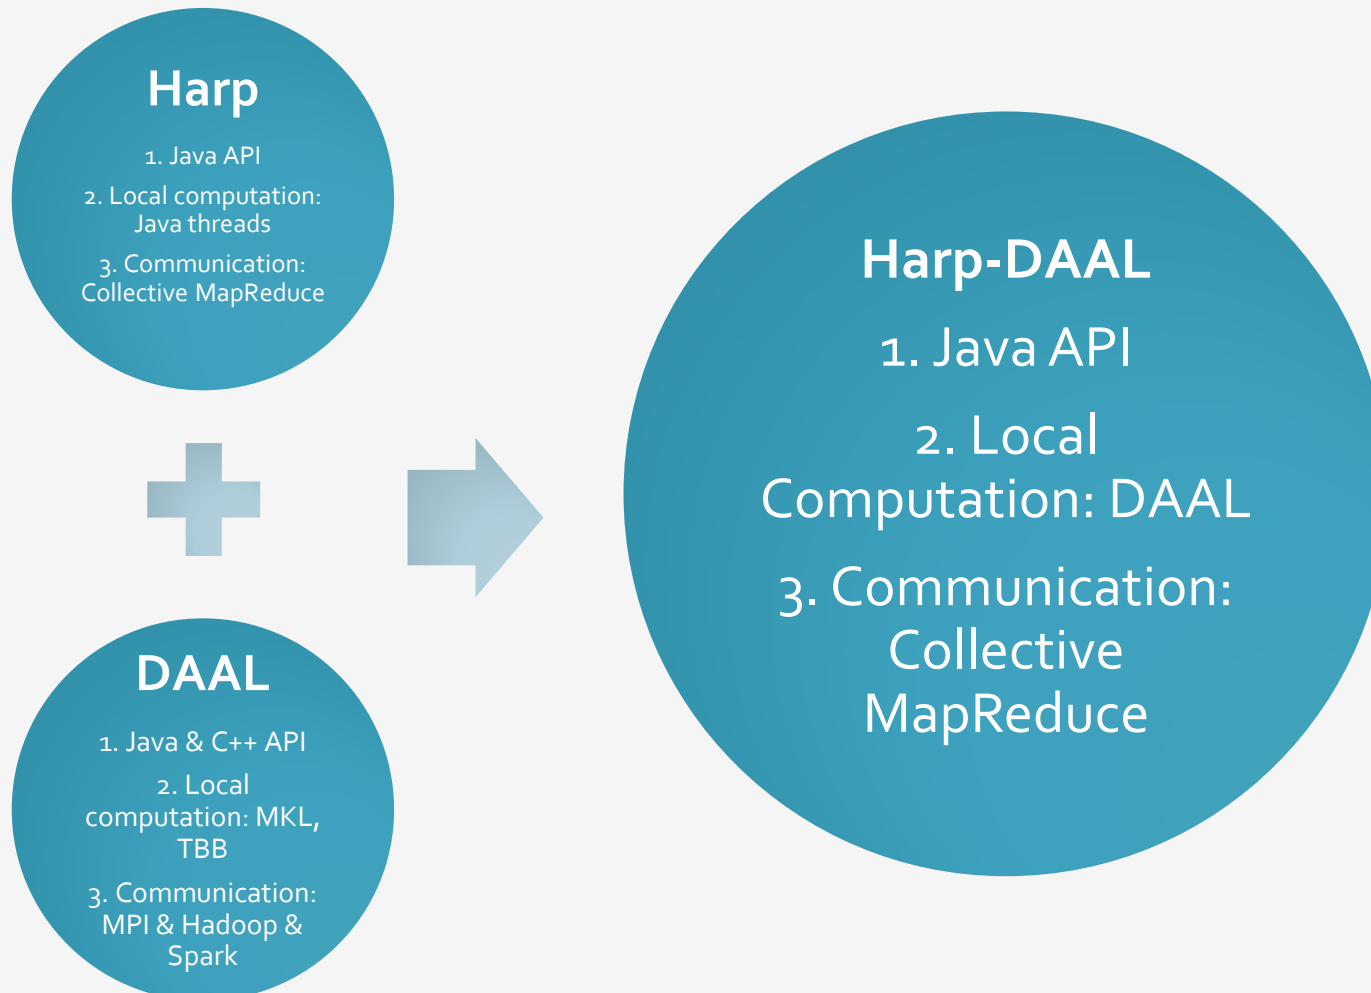 Harp
1. Java API
2. Local computation:
Java threads
3. Communication:
Collective MapReduce
DAAL
1. Java & C++ API
2. Local
computation: MKL,
TBB
3. Communication:
MPI & Hadoop &
Spark
Harp-DAAL
1. Java API
2. Local
Computation: DAAL
3. Communication:
Collective
MapReduce